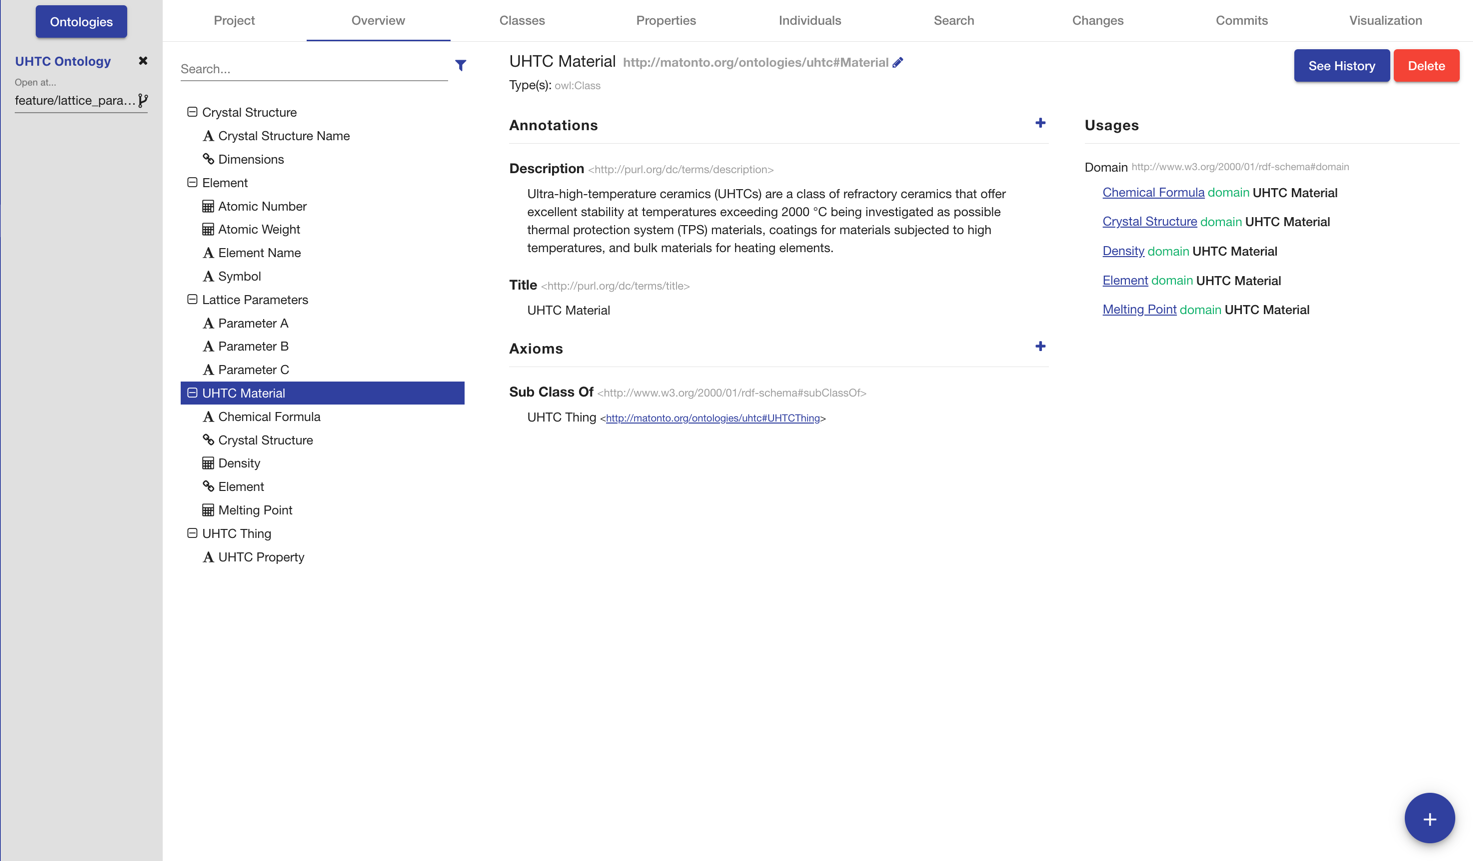 Ontologies
Project
Overview
Classes
Properties
Individuals
Search
Changes
Commits
Visualization
UHTC Ontology
Open at...
feature/lattice_para...
Search...
Crystal Structure
Crystal Structure Name
Dimensions
Element
Atomic Number
Atomic Weight
Element Name
Symbol
Lattice Parameters
Parameter A
Parameter B
Parameter C
UHTC Material
Chemical Formula
Crystal Structure
Density
Element
Melting Point
UHTC Thing
UHTC Property
UHTC Material http://matonto.org/ontologies/uhtc#Material
Type(s): owl:Class
See History
Delete
Annotations
Description <http://purl.org/dc/terms/description>
Ultra-high-temperature ceramics (UHTCs) are a class of refractory ceramics that offer
excellent stability at temperatures exceeding 2000 °C being investigated as possible
thermal protection system (TPS) materials, coatings for materials subjected to high
temperatures, and bulk materials for heating elements.
Title <http://purl.org/dc/terms/title>
UHTC Material
Axioms
Sub Class Of <http://www.w3.org/2000/01/rdf-schema#subClassOf>
UHTC Thing <http://matonto.org/ontologies/uhtc#UHTCThing>
Usages
Domain http://www.w3.org/2000/01/rdf-schema#domain
Chemical Formula domain UHTC Material
Crystal Structure domain UHTC Material
Density domain UHTC Material
Element domain UHTC Material
Melting Point domain UHTC Material